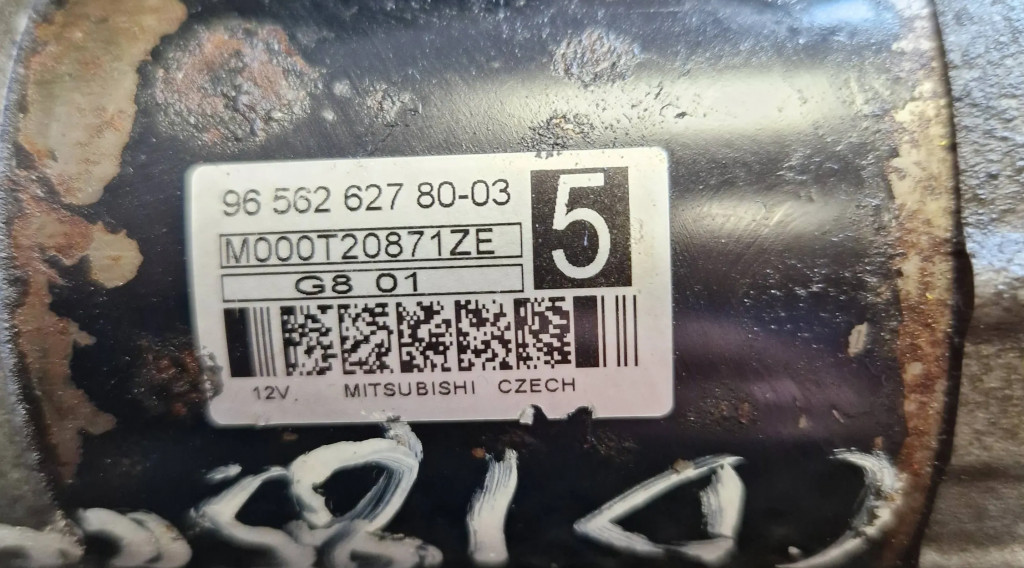 96 562 627 80-03
5
M000T20871ZE
G8 01
12V MITSUBISHI CZECH